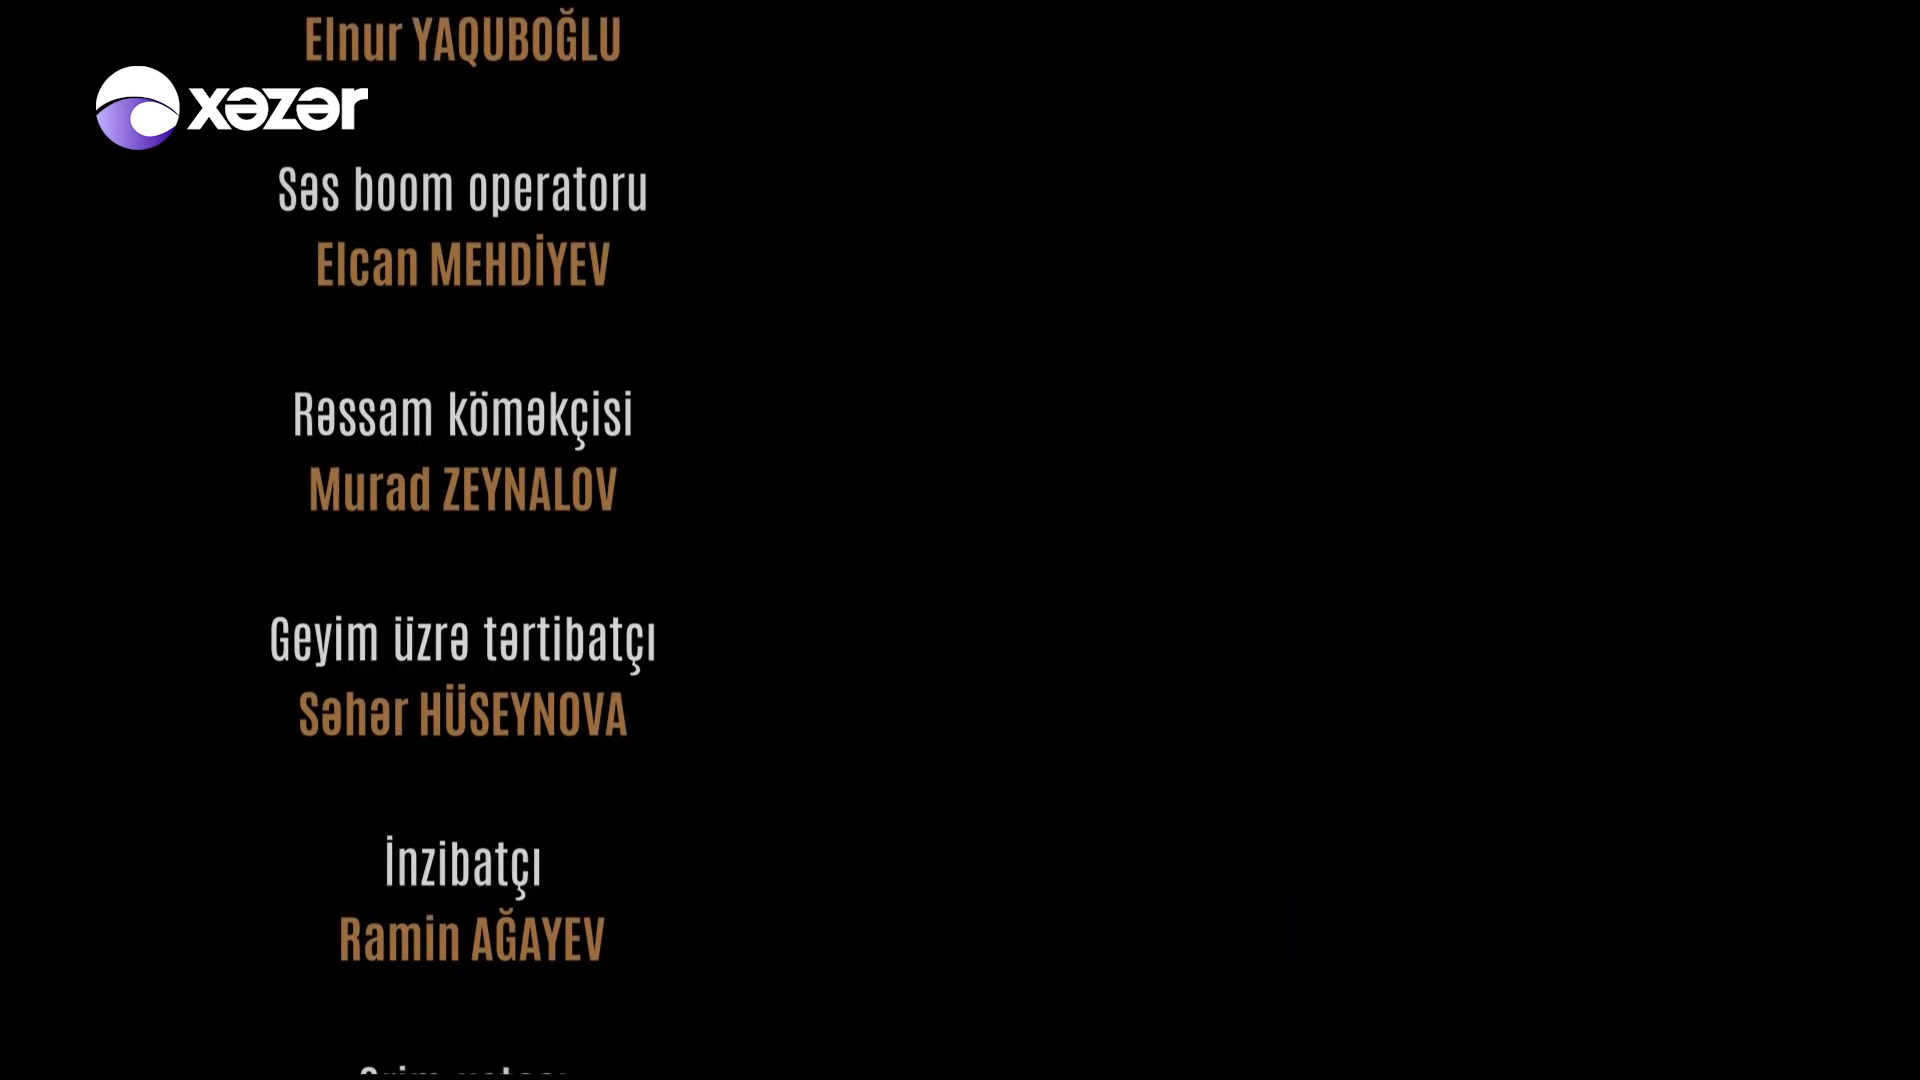 Elnur YAQUBOĞLU
xəzər
Səs boom operatoru
Elcan MEHDİYEV
Rəssam köməkçisi
Murad ZEYNALOV
Geyim üzrə tərtibatçı
Səhər HÜSEYNOVA
İnzibatçı
Ramin AĞAYEV